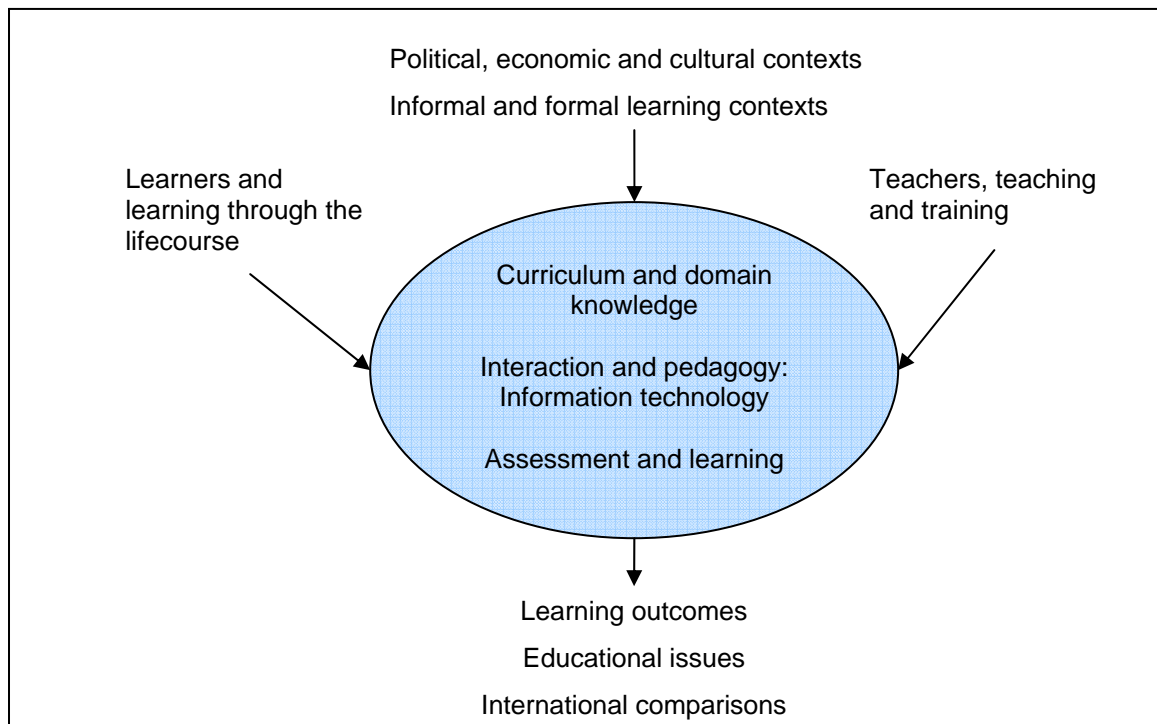 Political, economic and cultural contexts
Informal and formal learning contexts
Learners and
learning through the
lifecourse
Teachers, teaching
and training
Curriculum and domain
knowledge
Interaction and pedagogy:
Information technology
Assessment and learning
Learning outcomes
Educational issues
International comparisons